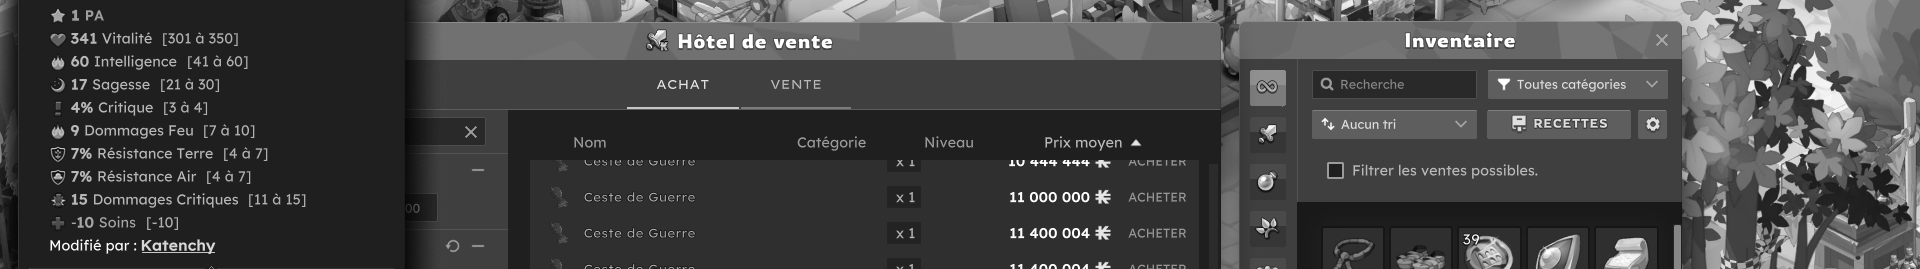 1 PA
341 Vitalité [301 à 350]
60 Intelligence [41 à 60]
17 Sagesse [21 à 30]
4% Critique [3 à 4]
9 Dommages Feu [7 à 10]
7% Résistance Terre [4 à 7]
7% Résistance Air [4 à 7]
15 Dommages Critiques [11 à 15]
-10 Soins [-10]
Modifié par : Katenchy
Hôtel de vente
ACHAT VENTE
Nom Catégorie Niveau Prix moyen
Ceste de Guerre x 1 10 444 444 ACHETER
Ceste de Guerre x 1 11 000 000 ACHETER
00
Ceste de Guerre x 1 11 400 004 ACHETER
Ceste de Guerre x 1 11 400 004 ACHETER
Inventaire
Recherche Toutes catégories
Aucun tri RECETTES
Filtrer les ventes possibles.
39